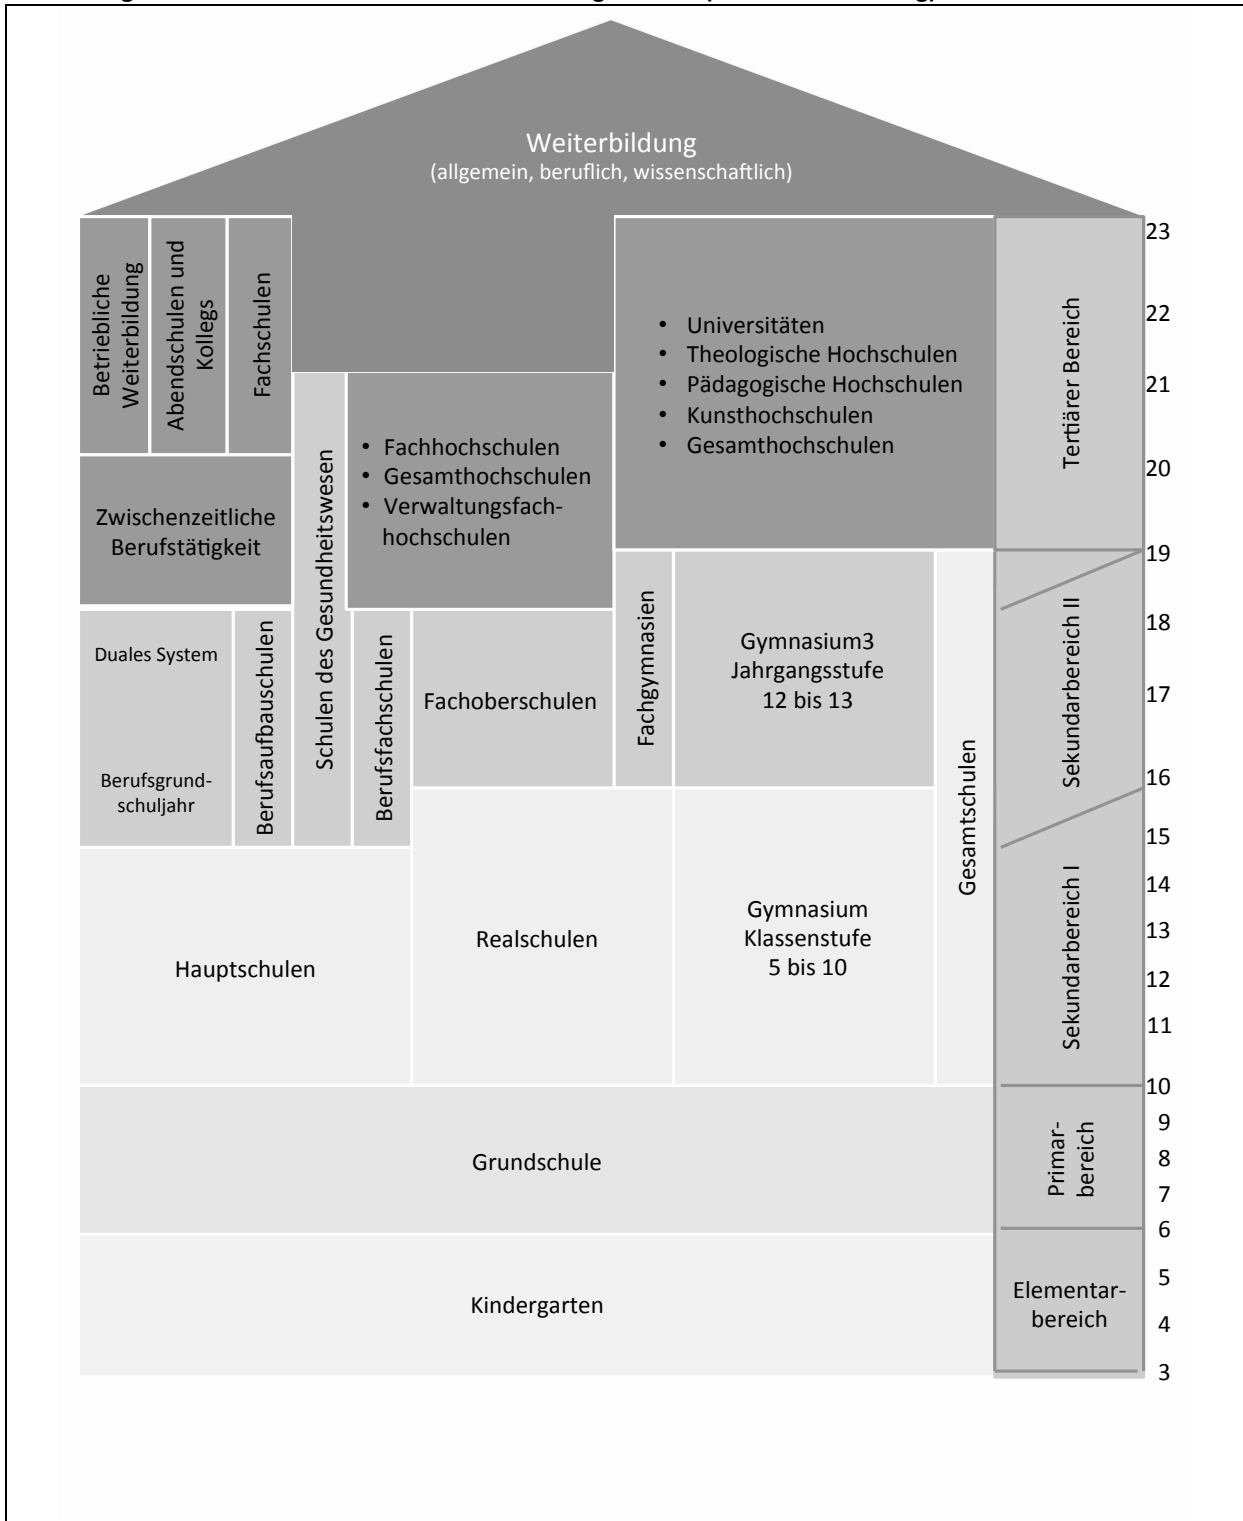 Weiterbildung
(allgemein, beruflich, wissenschaftlich)
Betriebliche
Weiterbildung
Abendschulen und
Kollegs
Fachschulen
• Universitäten
• Theologische Hochschulen
• Pädagogische Hochschulen
• Kunsthochschulen
• Gesamthochschulen
Tertiärer Bereich
23
22
21
20
19
• Fachhochschulen
• Gesamthochschulen
• Verwaltungsfach-
hochschulen
Zwischenzeitliche
Berufstätigkeit
Schulen des Gesundheitswesen
Duales System
Berufsgrund-
schuljahr
Berufsaufbauschulen
Berufsfachschulen
Fachoberschulen
Fachgymnasien
Gymnasium3
Jahrgangsstufe
12 bis 13
Gesamtschulen
Sekundarbereich II
18
17
16
15
Hauptschulen
Realschulen
Gymnasium
Klassenstufe
5 bis 10
Sekundarbereich I
14
13
12
11
10
Grundschule
Primar-
bereich
9
8
7
6
Kindergarten
Elementar-
bereich
5
4
3